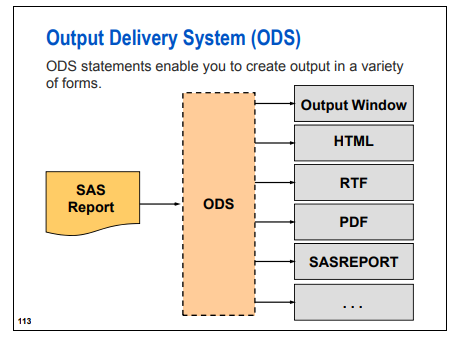 Output Delivery System (ODS)
ODS statements enable you to create output in a variety
of forms.
SAS
Report
ODS
Output Window
HTML
RTF
PDF
SASREPORT
. . .
113